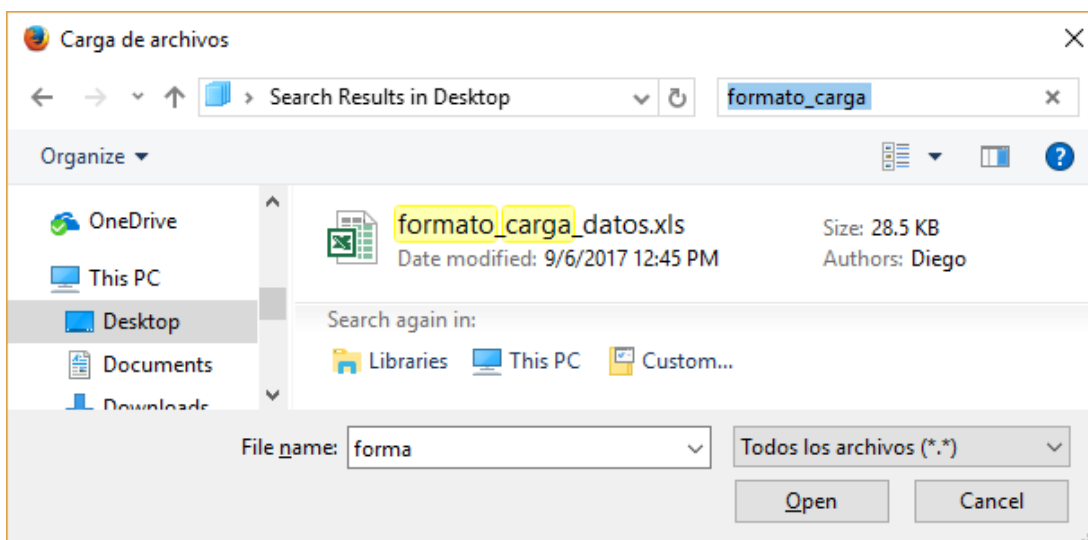 Carga de archivos
Search Results in Desktop
formato_carga
Organize
OneDrive
This PC
Desktop
Documents
Downloads
formato_carga_datos.xls
Date modified: 9/6/2017 12:45 PM
Size: 28.5 KB
Authors: Diego
Search again in:
Libraries This PC Custom...
File name: forma
Todos los archivos (*.*)
Open Cancel